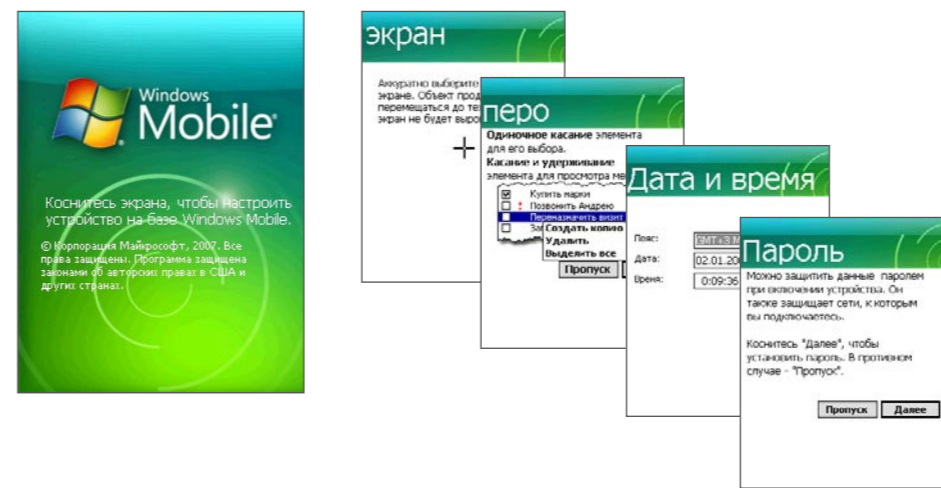 Windows
Mobile
Коснитесь экрана, чтобы настроить
устройство на базе Windows Mobile.
© Корпорация Майкрософт, 2007. Все
права защищены. Программа защищена
законами об авторских правах в США и
других странах.
экран
Аккуратно выберите
экране. Объект прод
перемещаться до те
экран не будет выро
перо
Одиночное касание элемента
для его выбора.
Касание и удерживание
элемента для просмотра ме
Купить марки
! Позвонить Андрею
Переназначить визит
За
Создать копию
Удалить
Выделить все
Пропуск
Дата и время
Пояс: GMT+3 М
Дата: 02.01.20
Время: 0:09:36
Пароль
Можно защитить данные паролем
при включении устройства. Он
также защищает сети, к которым
вы подключаетесь.
Коснитесь "Далее", чтобы
установить пароль. В противном
случае - "Пропуск".
Пропуск Далее